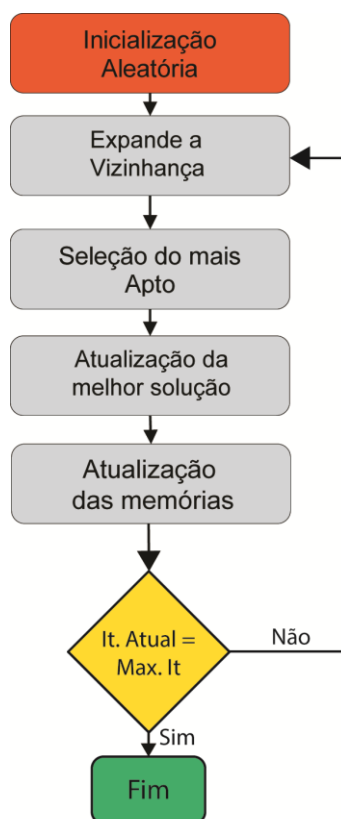 Inicialização
Aleatória
Expande a
Vizinhança
Seleção do mais
Apto
Atualização da
melhor solução
Atualização
das memórias
It. Atual =
Max. It
Não
Sim
Fim